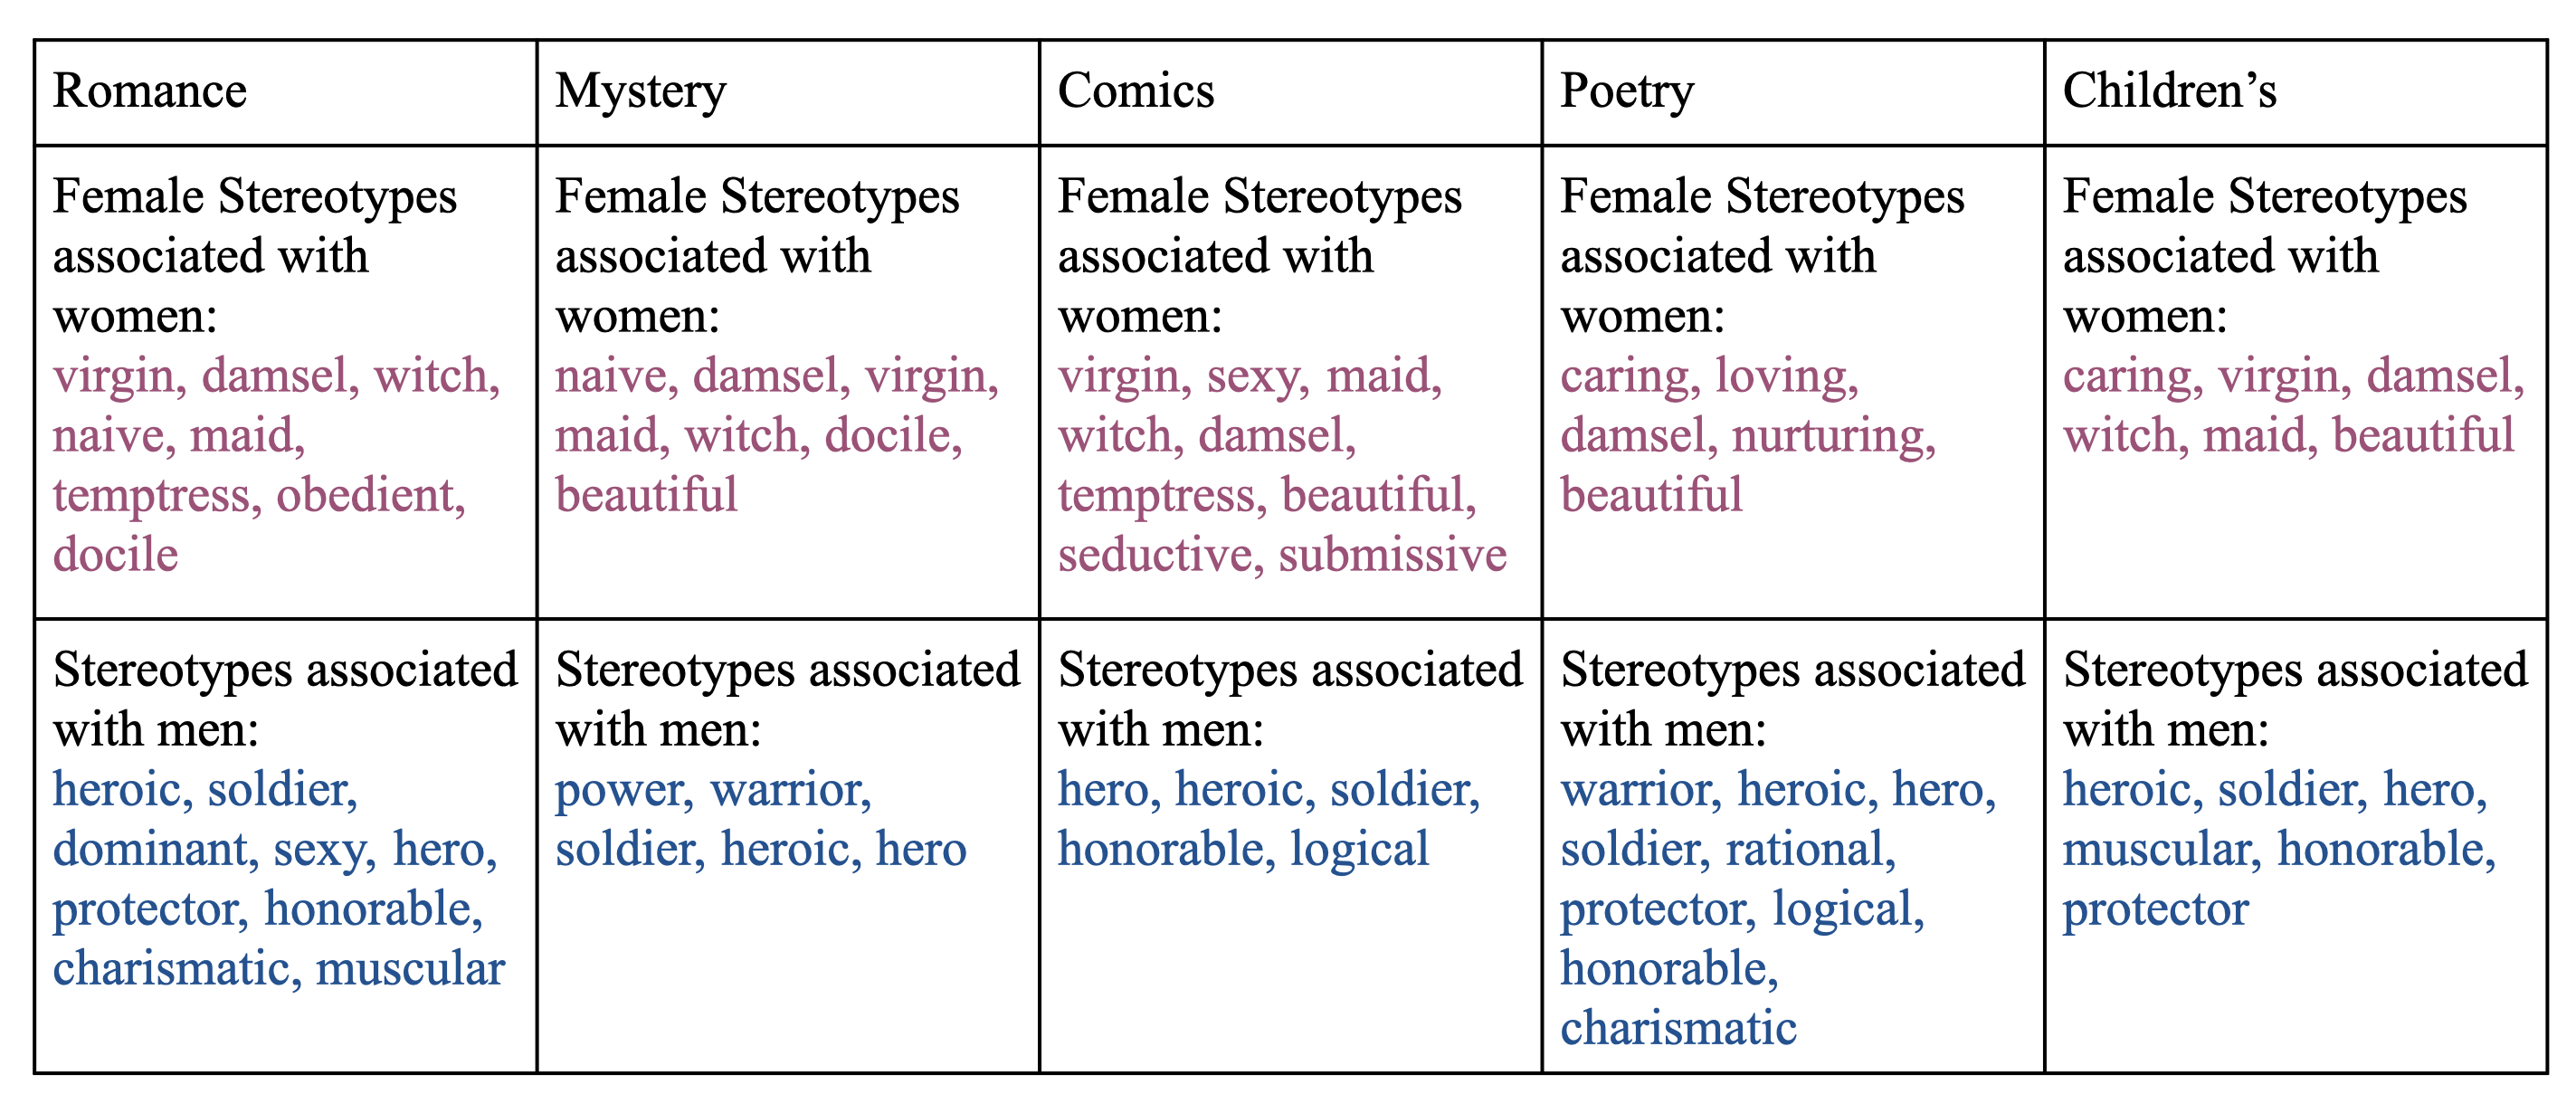 Romance
Mystery
Comics
Poetry
Children’s
Female Stereotypes
associated with
women:
virgin, damsel, witch,
naive, maid,
temptress, obedient,
docile
Female Stereotypes
associated with
women:
naive, damsel, virgin,
maid, witch, docile,
beautiful
Female Stereotypes
associated with
women:
virgin, sexy, maid,
witch, damsel,
temptress, beautiful,
seductive, submissive
Female Stereotypes
associated with
women:
caring, loving,
damsel, nurturing,
beautiful
Female Stereotypes
associated with
women:
caring, virgin, damsel,
witch, maid, beautiful
Stereotypes associated
with men:
heroic, soldier,
dominant, sexy, hero,
protector, honorable,
charismatic, muscular
Stereotypes associated
with men:
power, warrior,
soldier, heroic, hero
Stereotypes associated
with men:
hero, heroic, soldier,
honorable, logical
Stereotypes associated
with men:
warrior, heroic, hero,
soldier, rational,
protector, logical,
honorable,
charismatic
Stereotypes associated
with men:
heroic, soldier, hero,
muscular, honorable,
protector